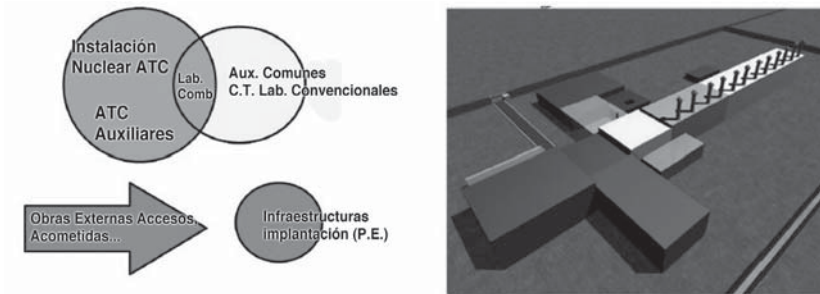 Instalación
Nuclear ATC
ATC
Auxiliares
Lab.
Comb
Aux. Comunes
C.T. Lab. Convencionales
Obras Externas Accesos,
Acometidas...
Infraestructuras
implantación (P.E.)